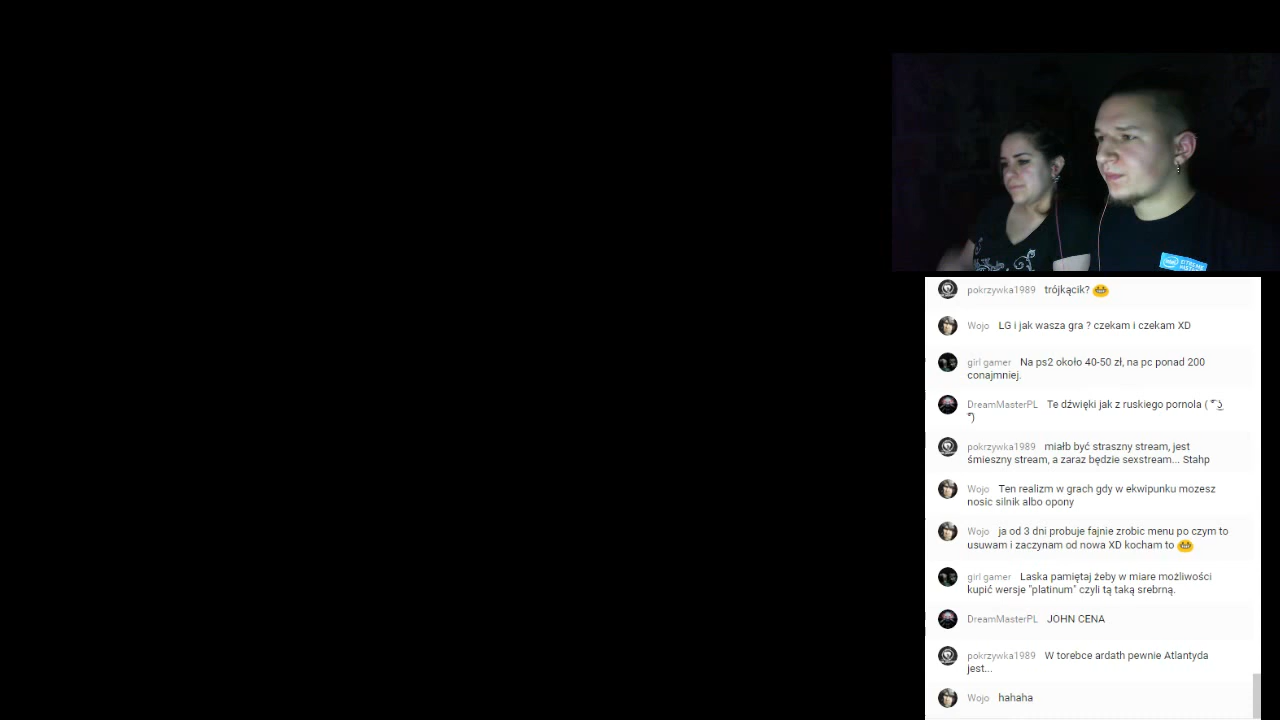 pokrzywka1989 trójkącik?
Wojo LG i jak wasza gra ? czekam i czekam XD
girl gamer Na ps2 około 40-50 zł, na pc ponad 200
conajmniej.
DreamMasterPL Te dźwięki jak z ruskiego pornola ( ͡° ͜ʖ
͡°)
pokrzywka1989 miałb być straszny stream, jest
śmieszny stream, a zaraz będzie sexstream... Stahp
Wojo Ten realizm w grach gdy w ekwipunku mozesz
nosic silnik albo opony
Wojo ja od 3 dni probuje fajnie zrobic menu po czym to
usuwam i zaczynam od nowa XD kocham to
girl gamer Laska pamiętaj żeby w miare możliwości
kupić wersje "platinum" czyli tą taką srebrną.
DreamMasterPL JOHN CENA
pokrzywka1989 W torebce ardath pewnie Atlantyda
jest...
Wojo hahaha